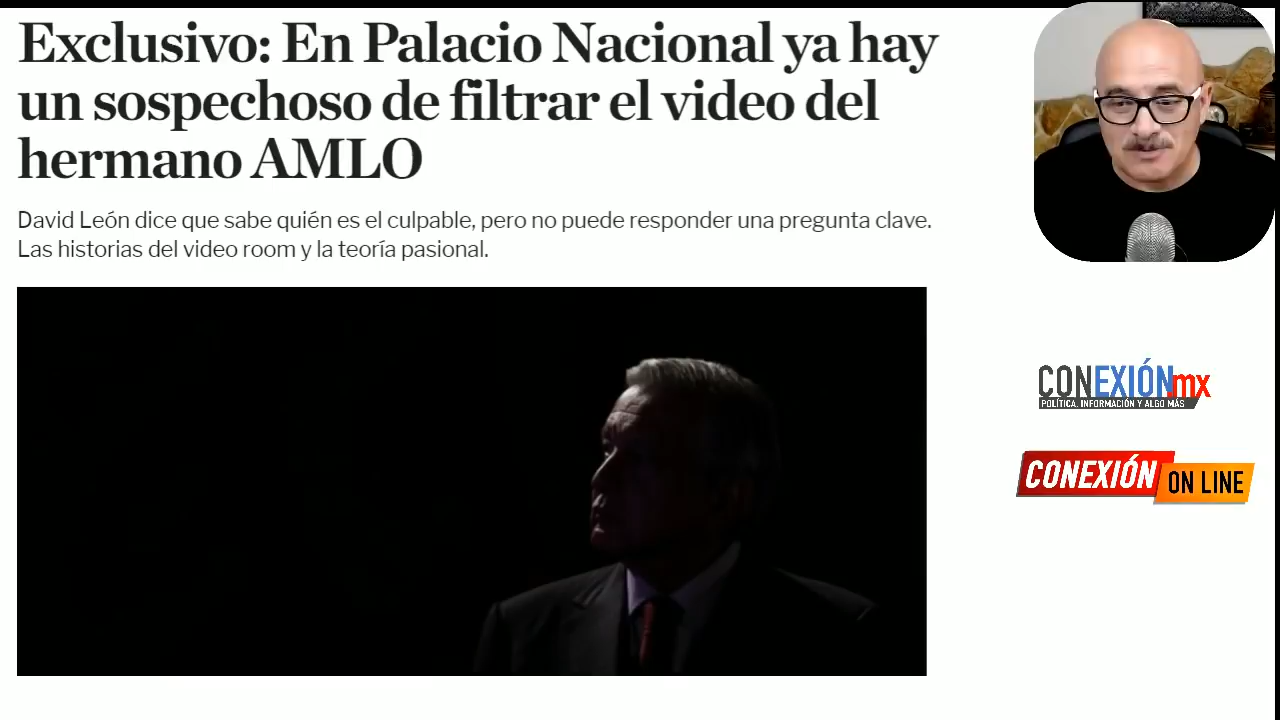 Exclusivo: En Palacio Nacional ya hay
un sospechoso de filtrar el video del
hermano AMLO
David León dice que sabe quién es el culpable, pero no puede responder una pregunta clave.
Las historias del video room y la teoría pasional.
CONEXIÓNmx
POLÍTICA, INFORMACIÓN Y ALGO MÁS
CONEXIÓN ON LINE